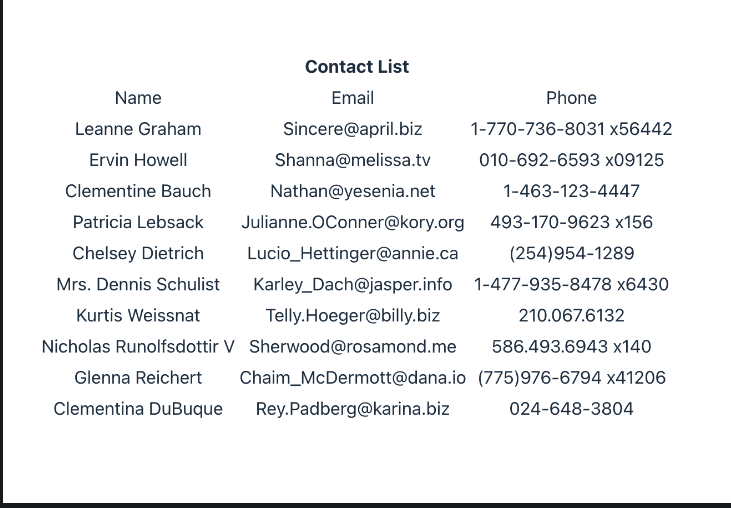 Contact List
Name Email Phone
Leanne Graham Sincere@april.biz 1-770-736-8031 x56442
Ervin Howell Shanna@melissa.tv 010-692-6593 x09125
Clementine Bauch Nathan@yesenia.net 1-463-123-4447
Patricia Lebsack Julianne.OConner@kory.org 493-170-9623 x156
Chelsey Dietrich Lucio_Hettinger@annie.ca (254)954-1289
Mrs. Dennis Schulist Karley_Dach@jasper.info 1-477-935-8478 x6430
Kurtis Weissnat Telly.Hoeger@billy.biz 210.067.6132
Nicholas Runolfsdottir V Sherwood@rosamond.me 586.493.6943 x140
Glenna Reichert Chaim_McDermott@dana.io (775)976-6794 x41206
Clementina DuBuque Rey.Padberg@karina.biz 024-648-3804